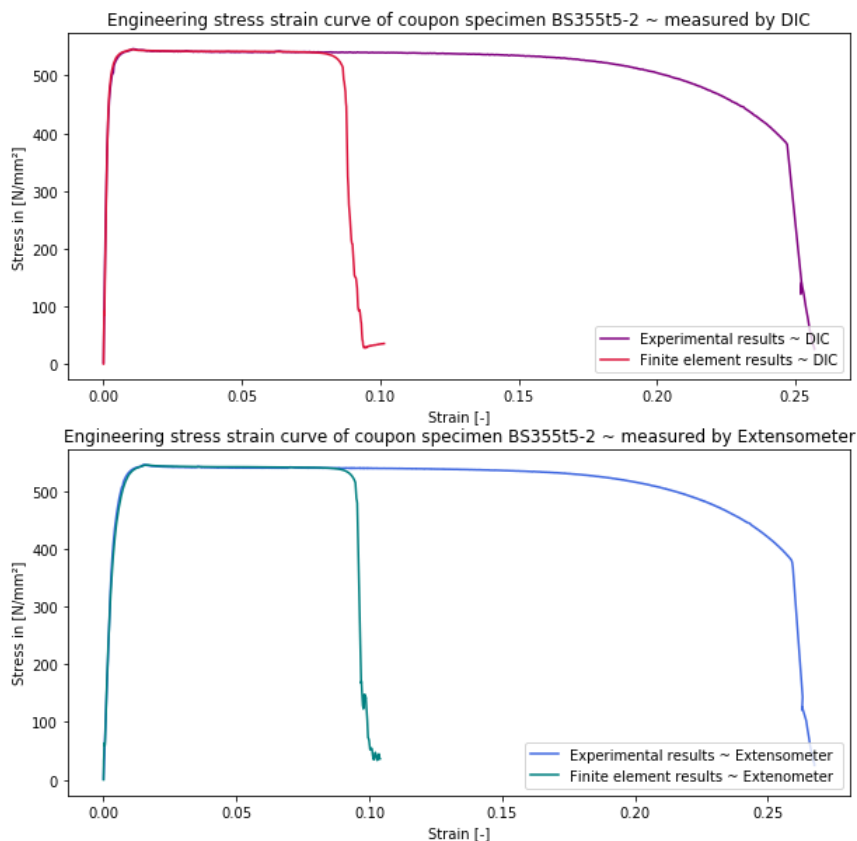 Engineering stress strain curve of coupon specimen BS355t5-2 ~ measured by DIC
500
400
300
200
100
0
Stress in [N/mm²]
Experimental results ~ DIC
Finite element results ~ DIC
0.00 0.05 0.10 0.15 0.20 0.25
Strain [-]
Engineering stress strain curve of coupon specimen BS355t5-2 ~ measured by Extensometer
500
400
300
200
100
0
Stress in [N/mm²]
Experimental results ~ Extensometer
Finite element results ~ Extenometer
0.00 0.05 0.10 0.15 0.20 0.25
Strain [-]